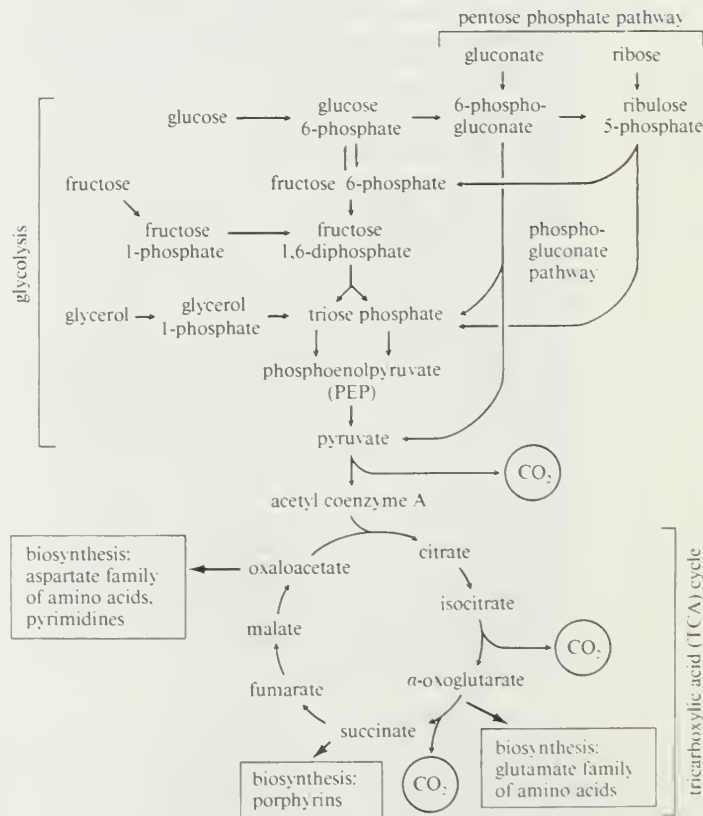 pentose phosphate pathway
gluconate
ribose
glucose
glucose
6-phosphate
6-phospho-
gluconate
ribulose
5-phosphate
fructose
fructose 6-phosphate
fructose
1-phosphate
fructose
1,6-diphosphate
phospho-
gluconate
pathway
glycolysis
glycerol
glycerol
1-phosphate
triose phosphate
phosphoenolpyruvate
(PEP)
pyruvate
CO₂
acetyl coenzyme A
biosynthesis:
aspartate family
of amino acids,
pyrimidines
oxaloacetate
citrate
isocitrate
malate
CO₂
fumarate
α-oxoglutarate
succinate
biosynthesis:
porphyrins
CO₂
biosynthesis:
glutamate family
of amino acids
tricarboxylic acid (TCA) cycle